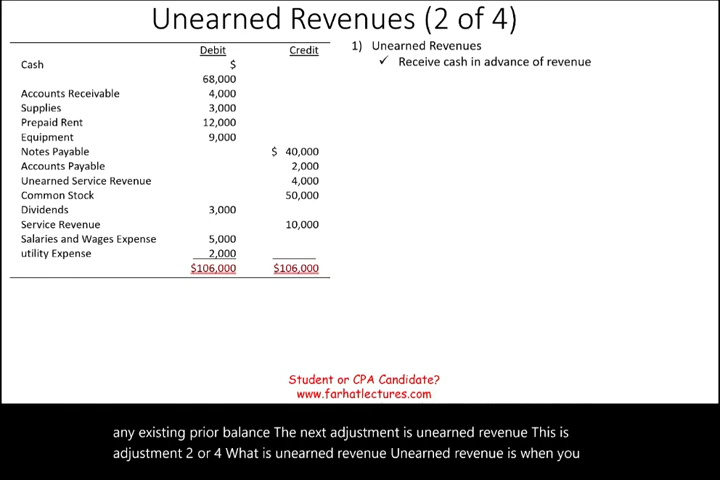 Unearned Revenues (2 of 4)
Debit Credit
Cash $
68,000
Accounts Receivable 4,000
Supplies 3,000
Prepaid Rent 12,000
Equipment 9,000
Notes Payable $ 40,000
Accounts Payable 2,000
Unearned Service Revenue 4,000
Common Stock 50,000
Dividends 3,000
Service Revenue 10,000
Salaries and Wages Expense 5,000
utility Expense 2,000
$106,000 $106,000
1) Unearned Revenues
✓ Receive cash in advance of revenue
Student or CPA Candidate?
www.farhatlectures.com
any existing prior balance The next adjustment is unearned revenue This is
adjustment 2 or 4 What is unearned revenue Unearned revenue is when you